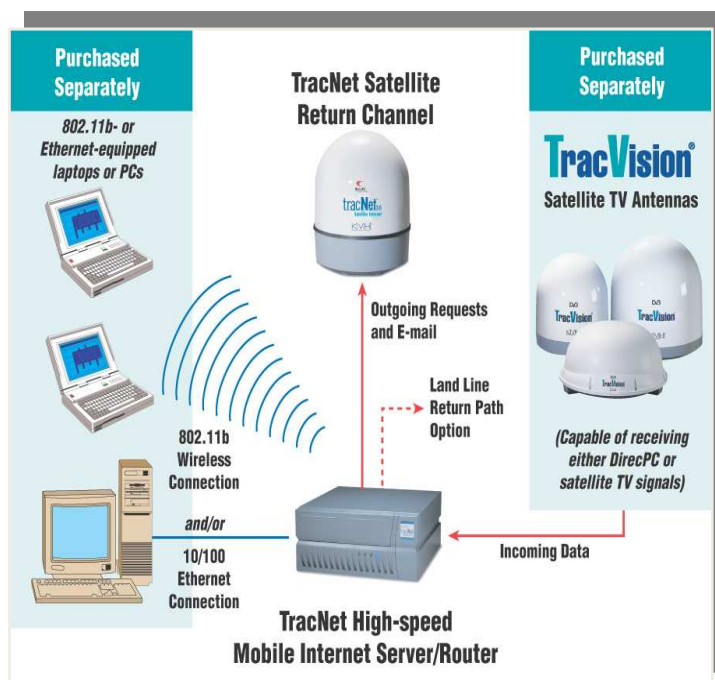 Purchased
Separately
802.11b- or
Ethernet-equipped
laptops or PCs
TracNet Satellite
Return Channel
tracNet
KVH
Outgoing Requests
and E-mail
Land Line
Return Path
Option
802.11b
Wireless
Connection
and/or
10/100
Ethernet
Connection
TracNet High-speed
Mobile Internet Server/Router
Purchased
Separately
TracVision®
Satellite TV Antennas
TracVision
KVH
TracVision
TracVision
(Capable of receiving
either DirecPC or
satellite TV signals)
Incoming Data